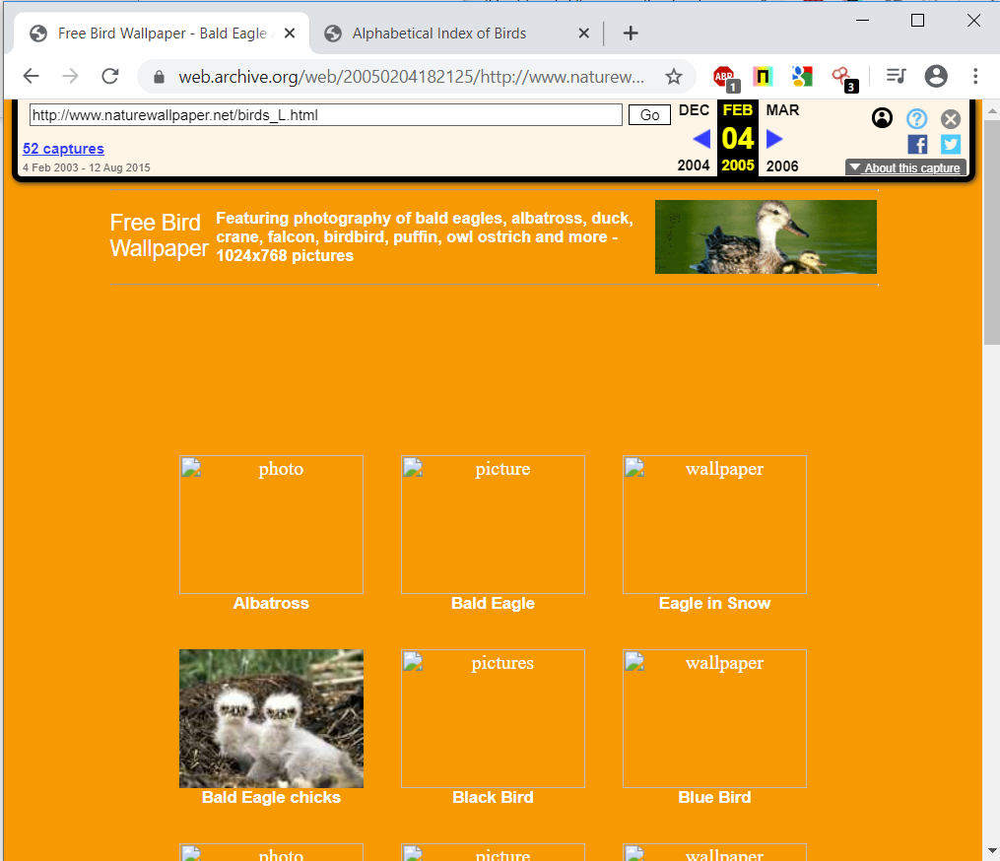 Free Bird Wallpaper - Bald Eagle
Alphabetical Index of Birds
web.archive.org/web/20050204182125/http://www.naturew...
ABP
1
3
http://www.naturewallpaper.net/birds_L.html
Go
DEC
FEB
MAR
52 captures
04
4 Feb 2003 - 12 Aug 2015
2004
2005
2006
About this capture
Free Bird
Wallpaper
Featuring photography of bald eagles, albatross, duck,
crane, falcon, birdbird, puffin, owl ostrich and more -
1024x768 pictures
photo
picture
wallpaper
Albatross
Bald Eagle
Eagle in Snow
pictures
wallpaper
Bald Eagle chicks
Black Bird
Blue Bird
photo
picture
wallpaper